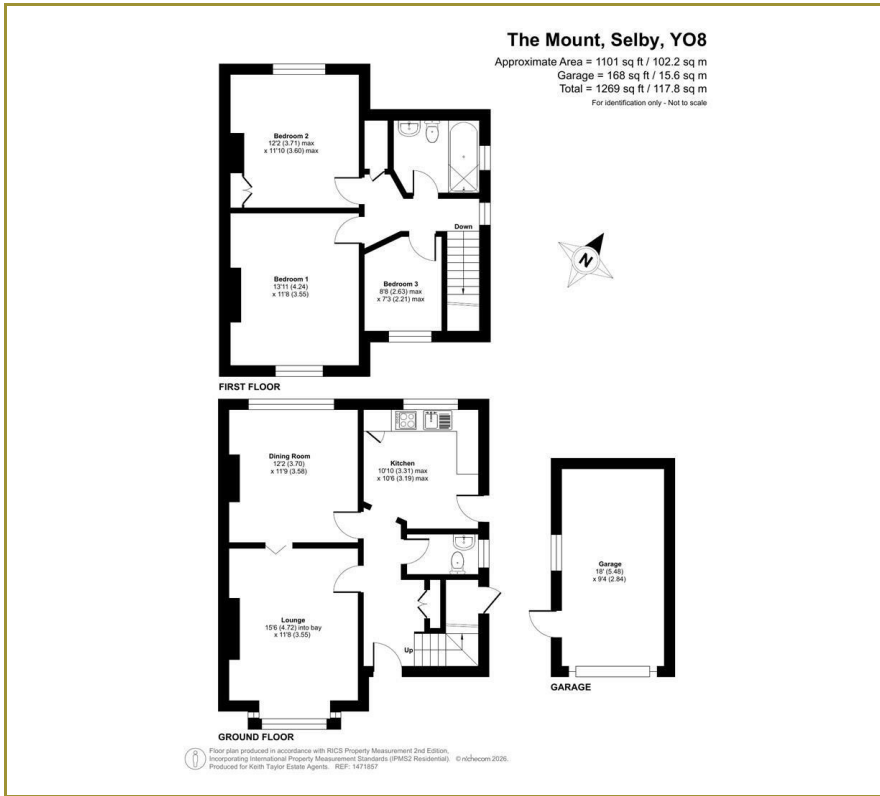 The Mount, Selby, YO8
Approximate Area = 1101 sq ft / 102.2 sq m
Garage = 168 sq ft / 15.6 sq m
Total = 1269 sq ft / 117.8 sq m
For identification only - Not to scale
Bedroom 2
12'2 (3.71) max
x 11'10 (3.60) max
Down
N
Bedroom 1
13'11 (4.24)
x 11'8 (3.55)
Bedroom 3
8'8 (2.63) max
x 7'3 (2.21) max
FIRST FLOOR
Dining Room
12'2 (3.70)
x 11'9 (3.58)
Kitchen
10'10 (3.31) max
x 10'6 (3.19) max
Garage
18' (5.48)
x 9'4 (2.84)
Lounge
15'6 (4.72) into bay
x 11'8 (3.55)
Up
GARAGE
GROUND FLOOR
Floor plan produced in accordance with RICS Property Measurement 2nd Edition,
Incorporating International Property Measurement Standards (IPMS2 Residential). © nichecom 2026.
Produced for Keith Taylor Estate Agents. REF: 1471857